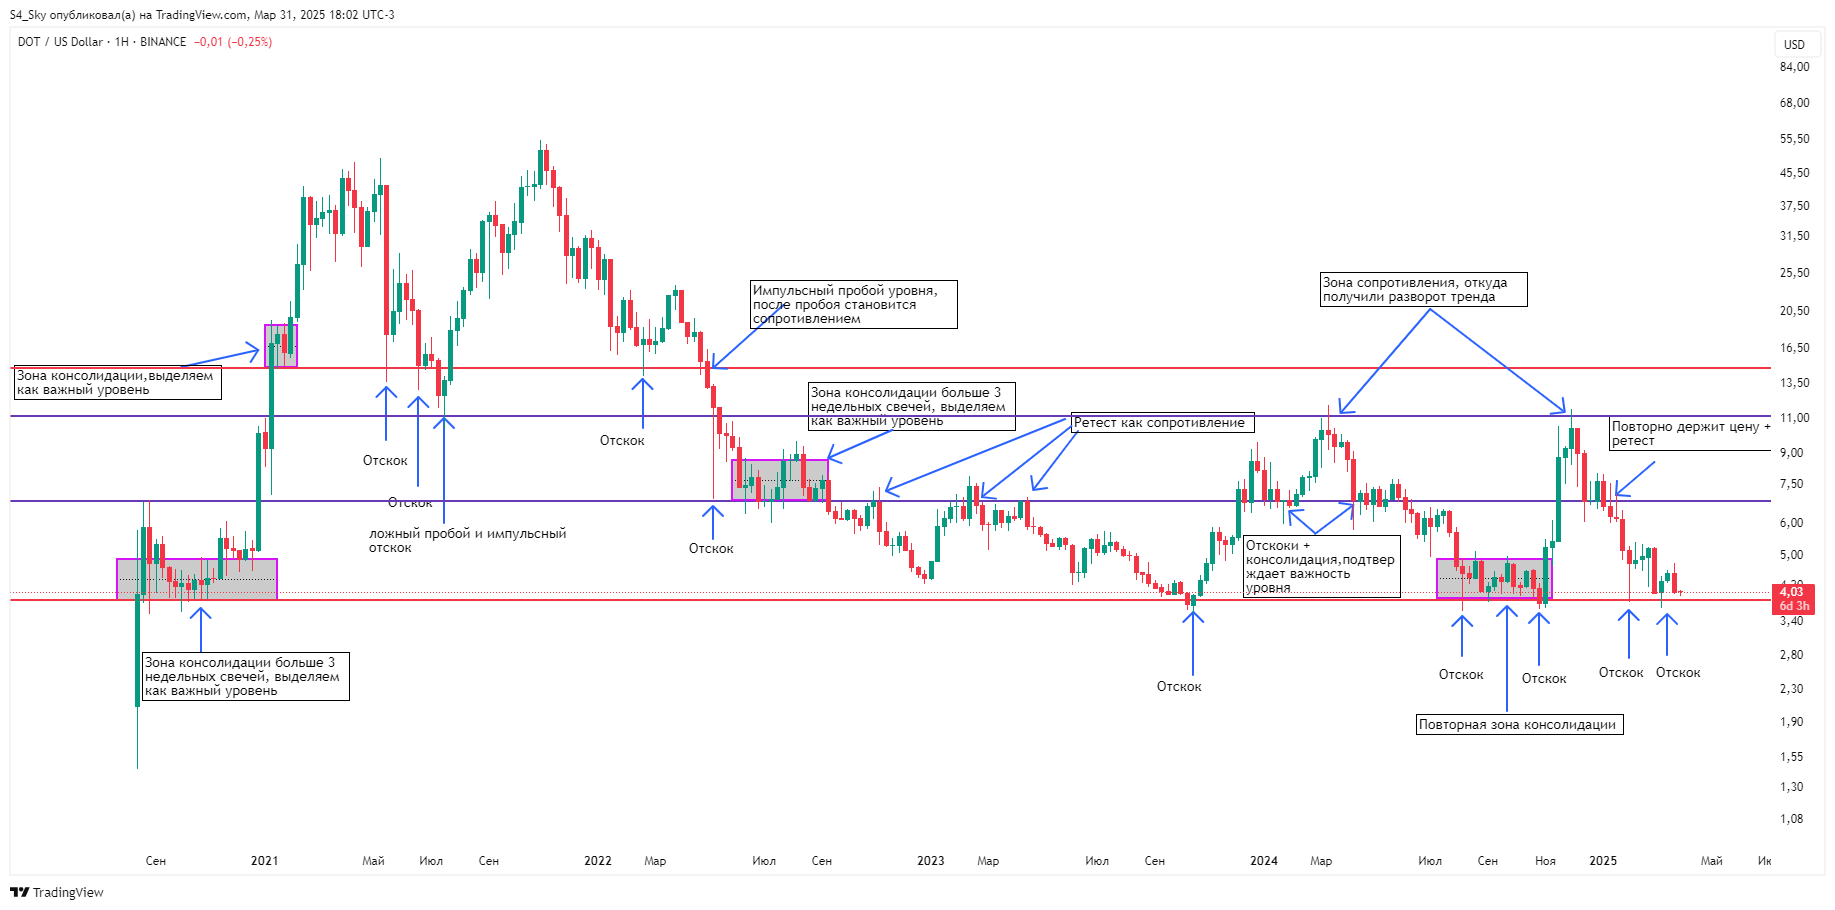 S4_Sky опубликовал(а) на TradingView.com, Мар 31, 2025 18:02 UTC-3
DOT / US Dollar · 1Н · BINANCE −0,01 (−0,25%)
USD
84,00
68,00
55,50
45,50
37,50
31,50
25,50
20,50
16,50
13,50
11,00
9,00
7,50
6,00
5,00
4,03
6d 3h
3,40
2,80
2,30
1,90
1,55
1,30
1,08
Импульсный пробой уровня,
после пробоя становится
сопротивлением
Зона сопротивления, откуда
получили разворот тренда
Зона консолидации,выделяем
как важный уровень
Зона консолидации больше 3
недельных свечей, выделяем
как важный уровень
Ретест как сопротивление
Повторно держит цену +
ретест
Отскок
Отскок
Отскок
ложный пробой и импульсный
отскок
Отскок
Отскоки +
консолидация,подтвер
ждает важность
уровня
Зона консолидации больше 3
недельных свечей, выделяем
как важный уровень
Отскок
Отскок
Отскок
Отскок
Отскок
Повторная зона консолидации
Сен
2021
Май
Июл
Сен
2022
Мар
Июл
Сен
2023
Мар
Июл
Сен
2024
Мар
Июл
Сен
Ноя
2025
Май
TradingView